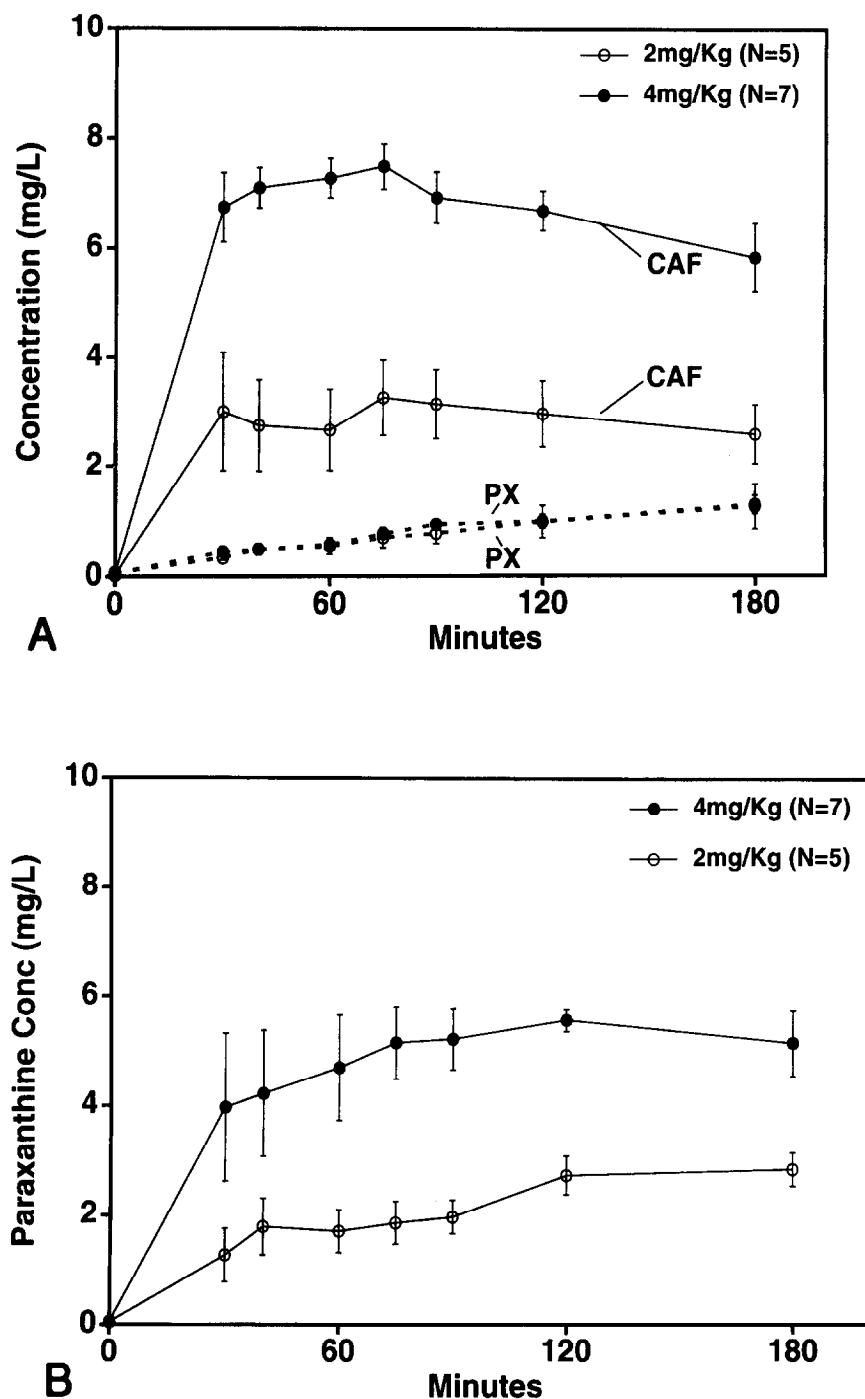 10
8
6
4
2
0
Concentration (mg/L)
2mg/Kg (N=5)
4mg/Kg (N=7)
CAF
CAF
PX
PX
0
60
120
180
Minutes
A
10
8
6
4
2
0
Paraxanthine Conc (mg/L)
4mg/Kg (N=7)
2mg/Kg (N=5)
0
60
120
180
Minutes
B